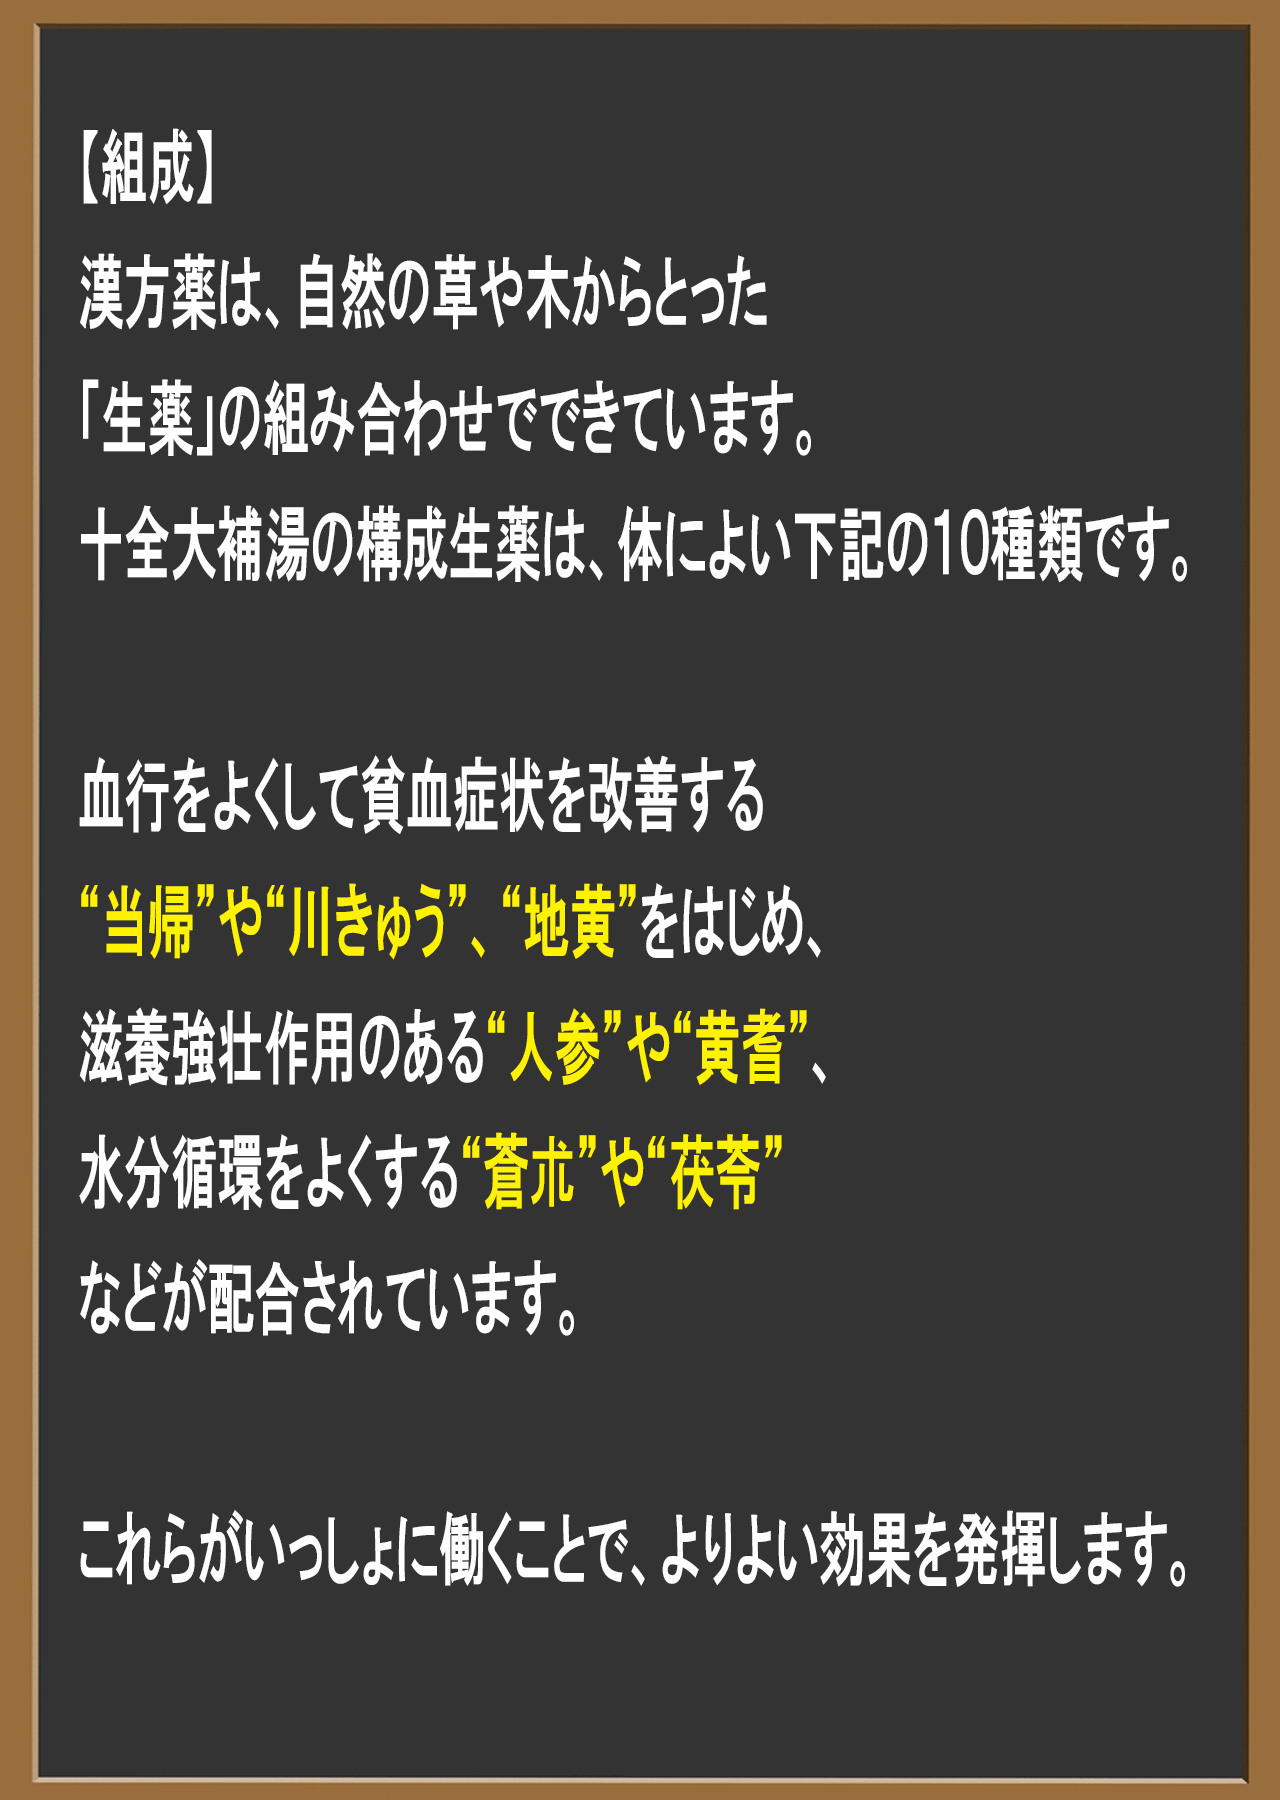 【組成】
漢方薬は、自然の草や木からとった
「生薬」の組み合わせでできています。
十全大補湯の構成生薬は、体によい下記の10種類です。
血行をよくして貧血症状を改善する
“当帰”や“川きゅう”、“地黄”をはじめ、
滋養強壮作用のある“人参”や“黄耆”、
水分循環をよくする“蒼朮”や“茯苓”
などが配合されています。
これらがいっしょに働くことで、よりよい効果を発揮します。